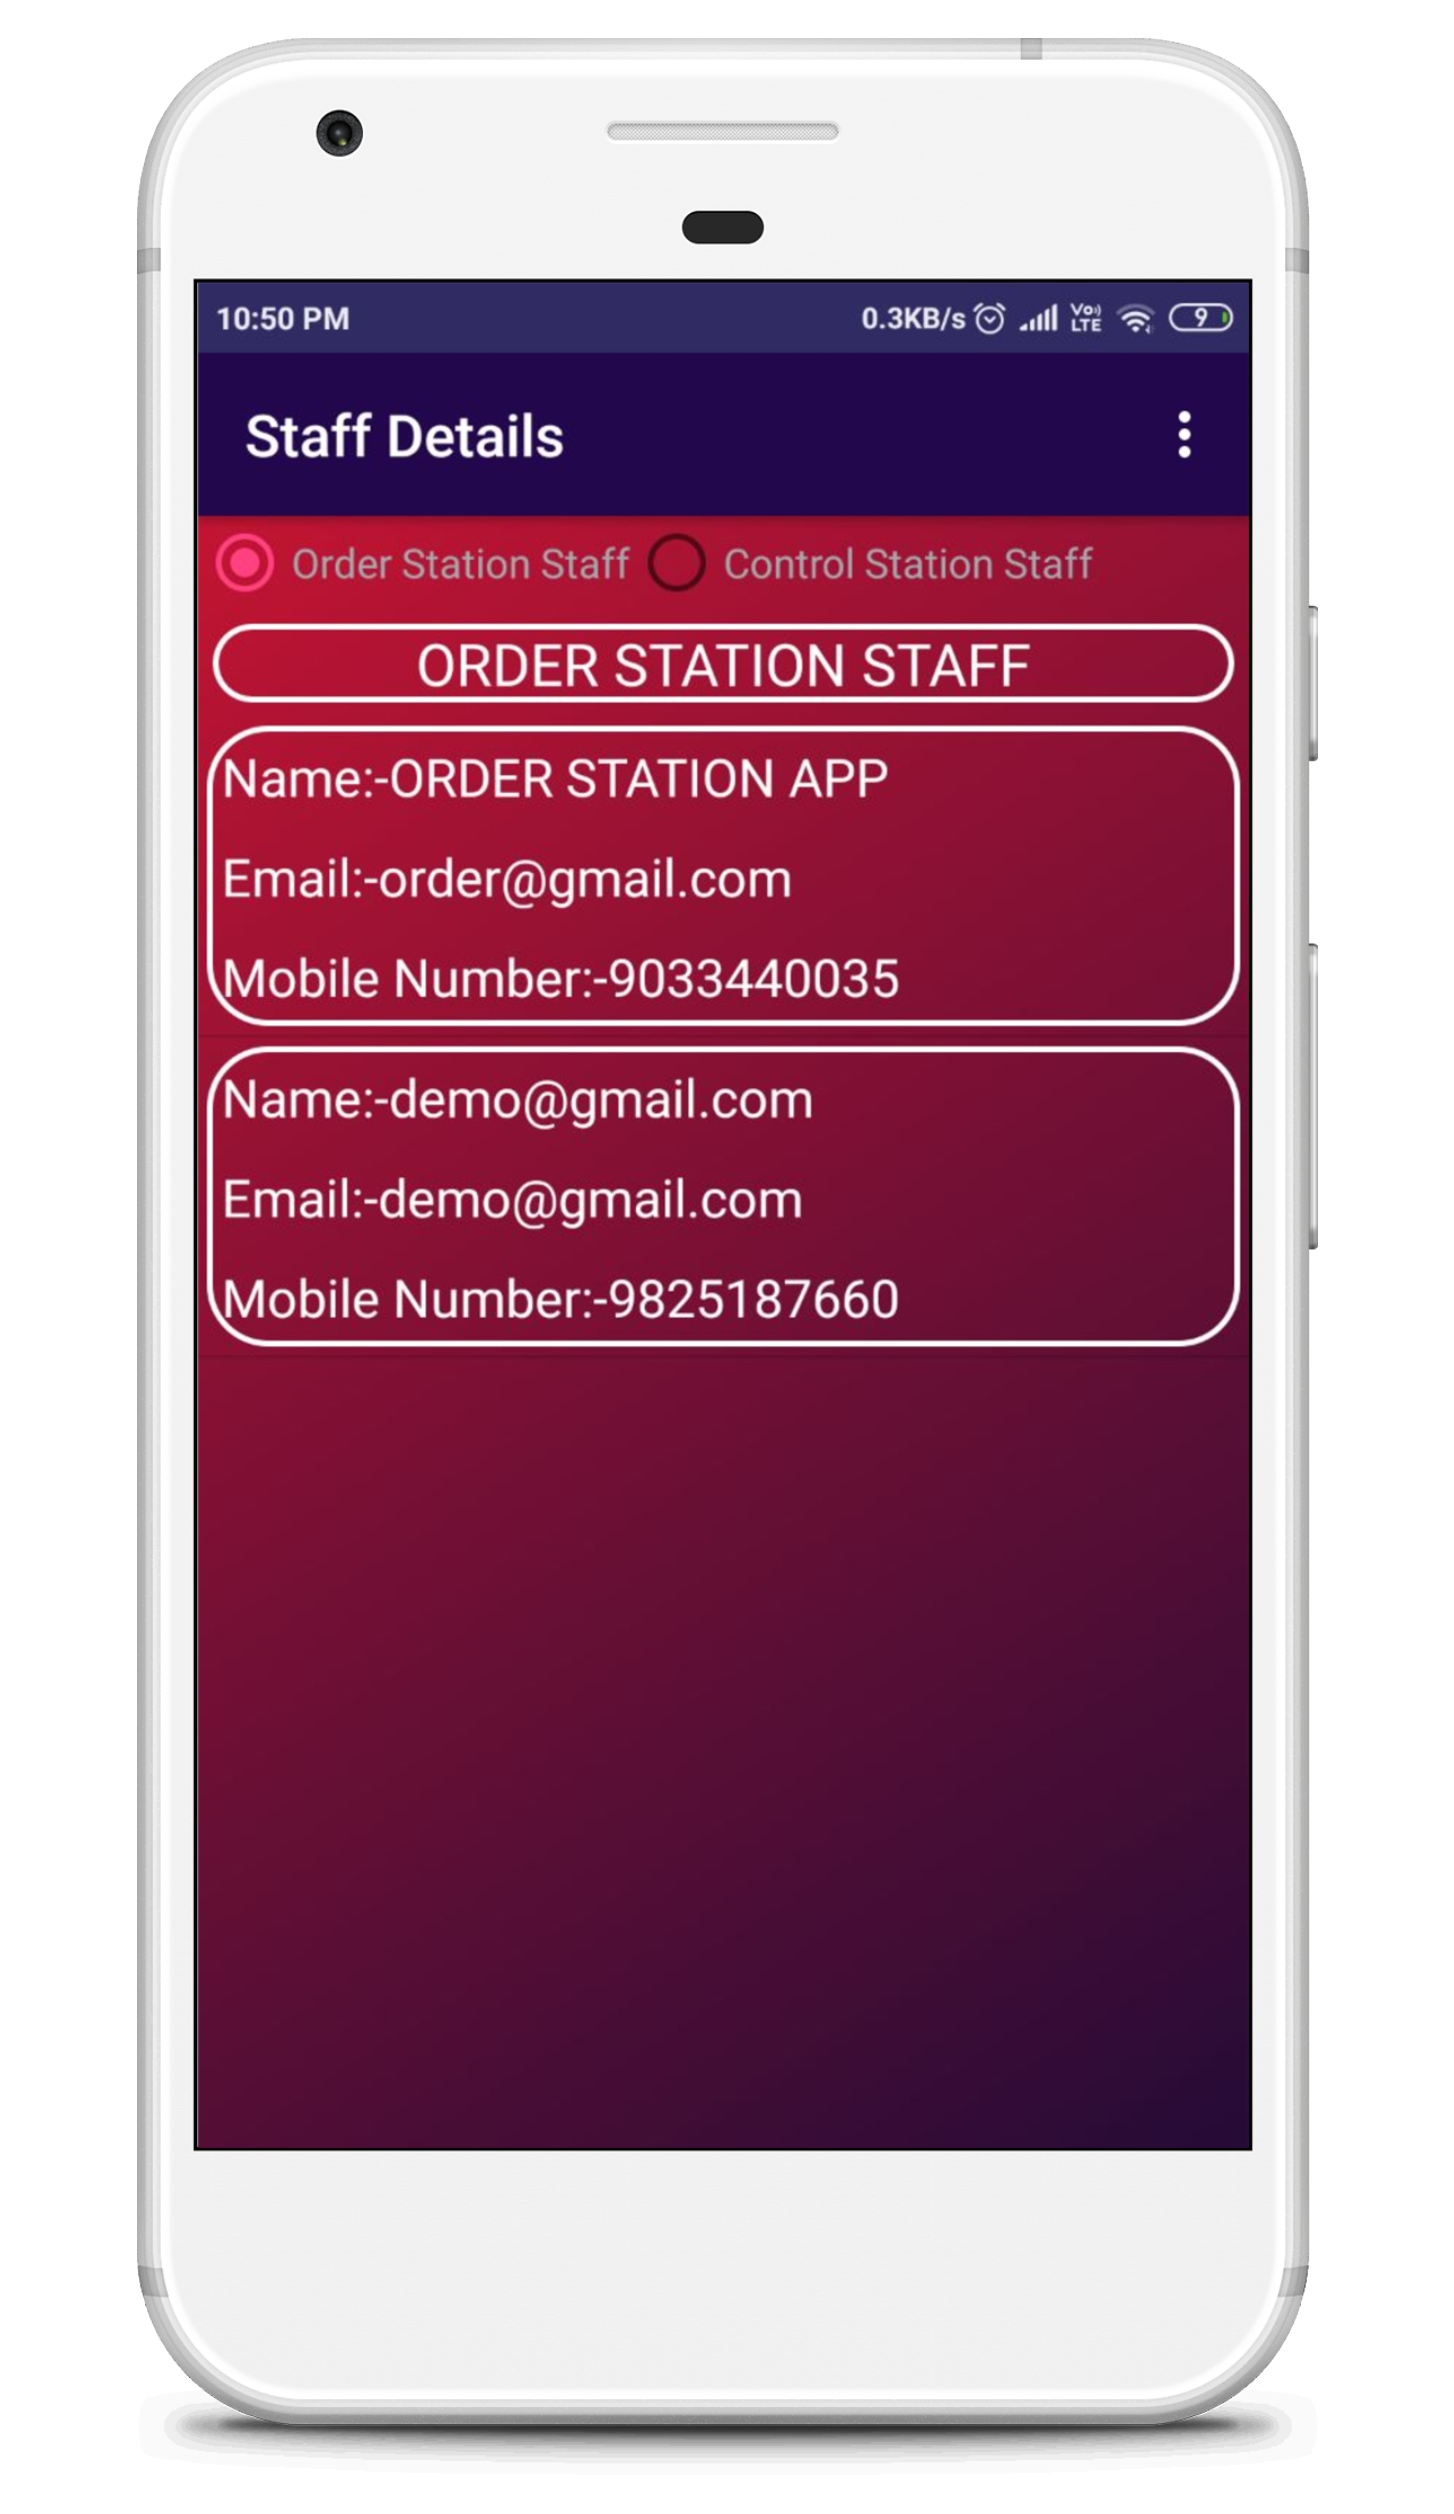 10:50 PM 0.3KB/s Vo)) LTE 9
Staff Details
Order Station Staff Control Station Staff
ORDER STATION STAFF
Name:-ORDER STATION APP
Email:-order@gmail.com
Mobile Number:-9033440035
Name:-demo@gmail.com
Email:-demo@gmail.com
Mobile Number:-9825187660